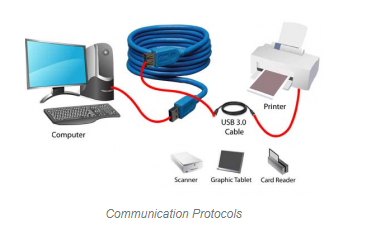 Computer
Printer
USB 3.0
Cable
Scanner
Graphic Tablet
Card Reader
Communication Protocols